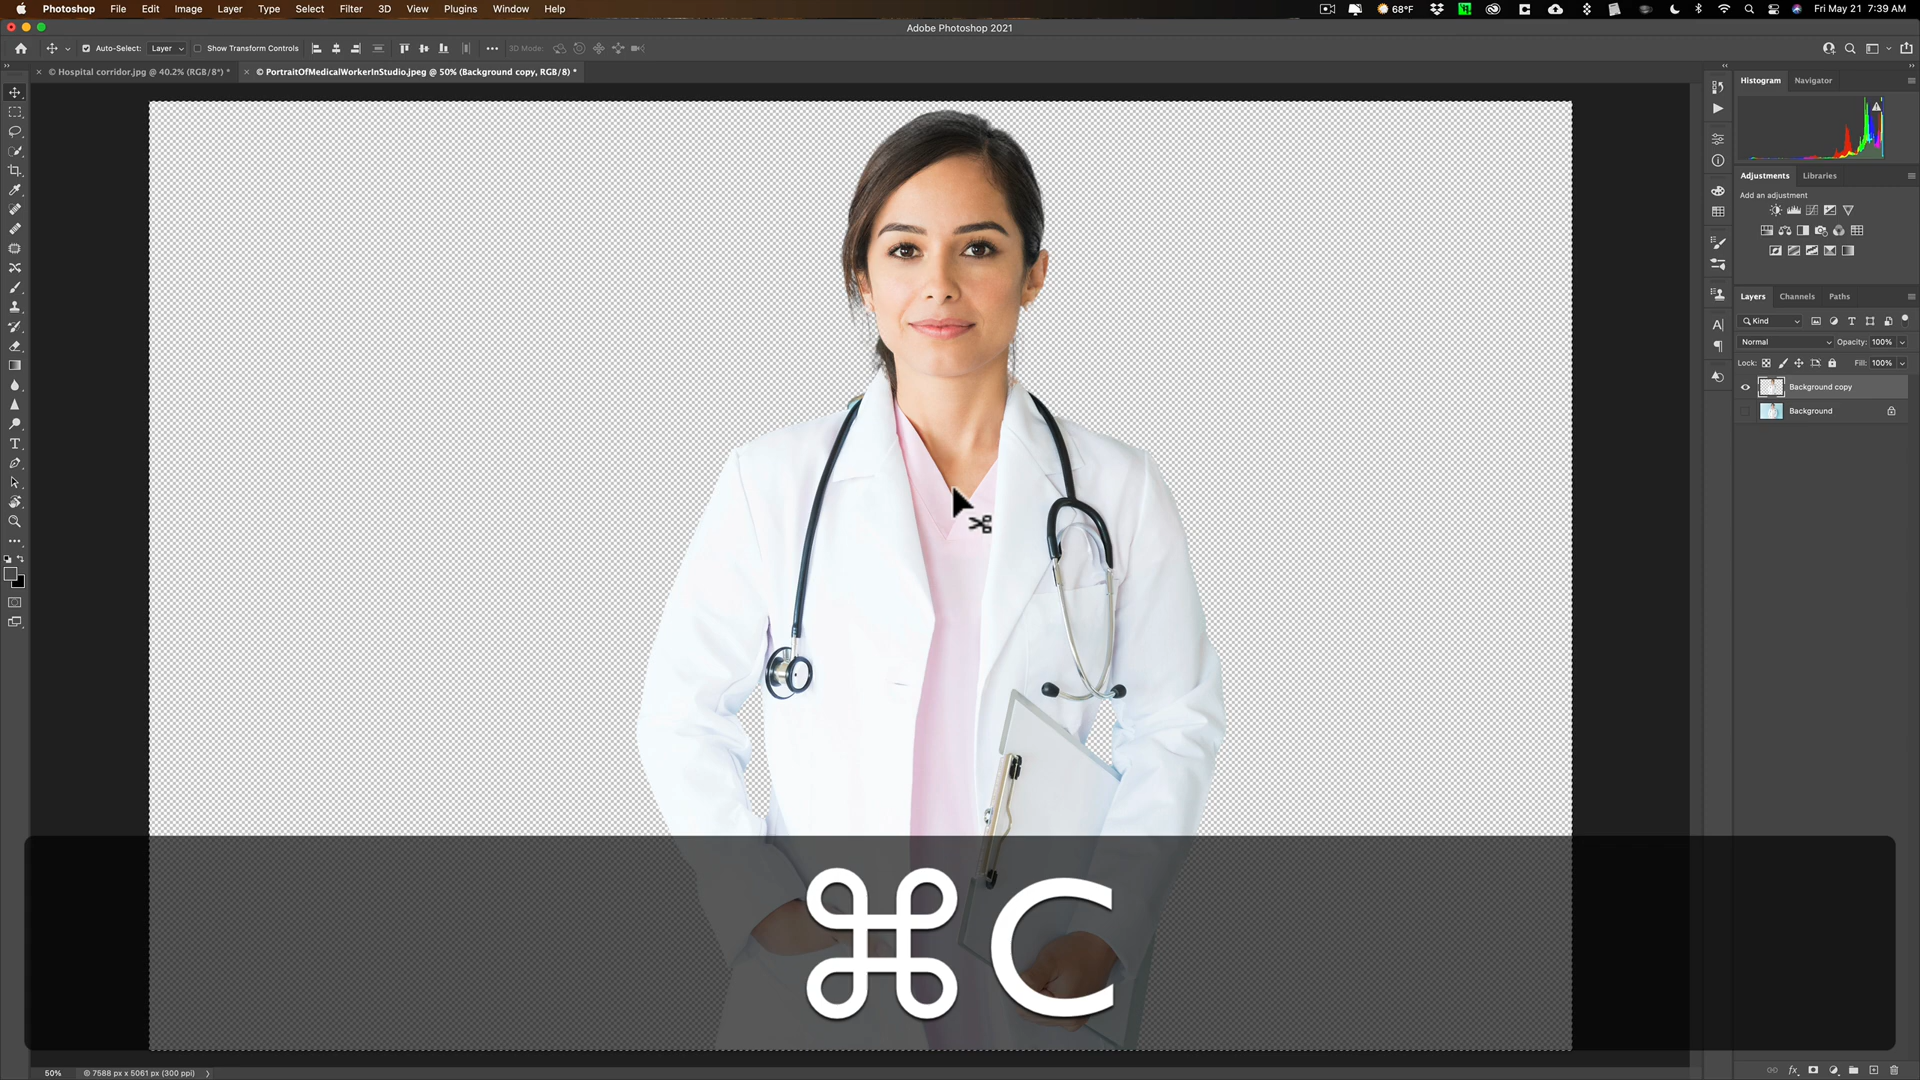 Photoshop File Edit Image Layer Type Select Filter 3D View Plugins Window Help 68°F Fri May 21 7:39 AM
Adobe Photoshop 2021
Auto-Select: Layer Show Transform Controls 3D Mode:
© Hospital corridor.jpg @ 40.2% (RGB/8*) *
© PortraitOfMedicalWorkerInStudio.jpeg @ 50% (Background copy, RGB/8) *
Histogram Navigator
Adjustments Libraries
Add an adjustment
Layers Channels Paths
Kind
Normal Opacity: 100%
Lock: Fill: 100%
Background copy
Background
⌘C
50% 7588 px x 5061 px (300 ppi)